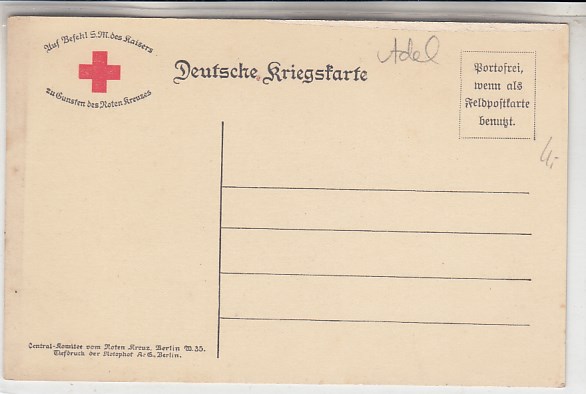 Auf Befehl S.M. des Kaisers
zu Gunsten des Roten Kreuzes
Deutsche Kriegskarte
Adel
Portofrei,
wenn als
Feldpostkarte
benutzt.
4,-
Central-Komitee vom Roten Kreuz. Berlin W.35.
Tiefdruck der Rotophot A.-G., Berlin.